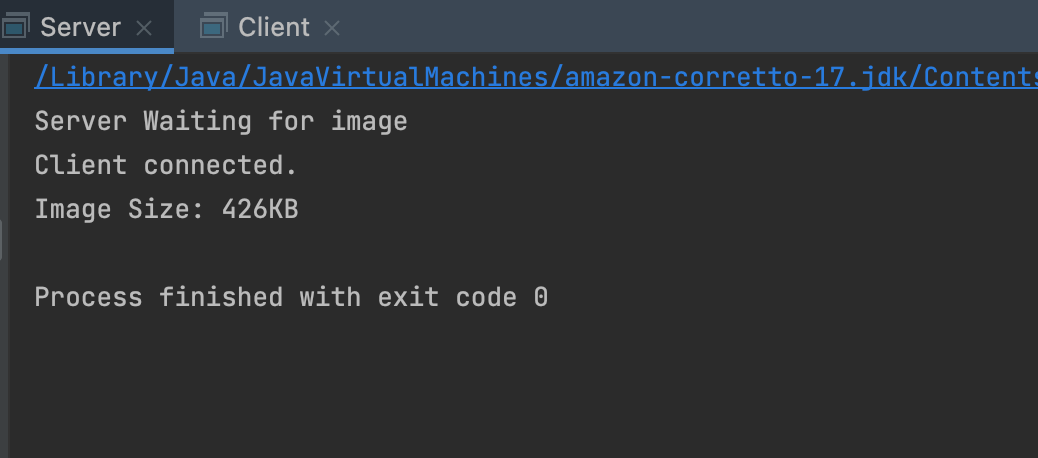 Server
Client
/Library/Java/JavaVirtualMachines/amazon-corretto-17.jdk/Contents
Server Waiting for image
Client connected.
Image Size: 426KB
Process finished with exit code 0